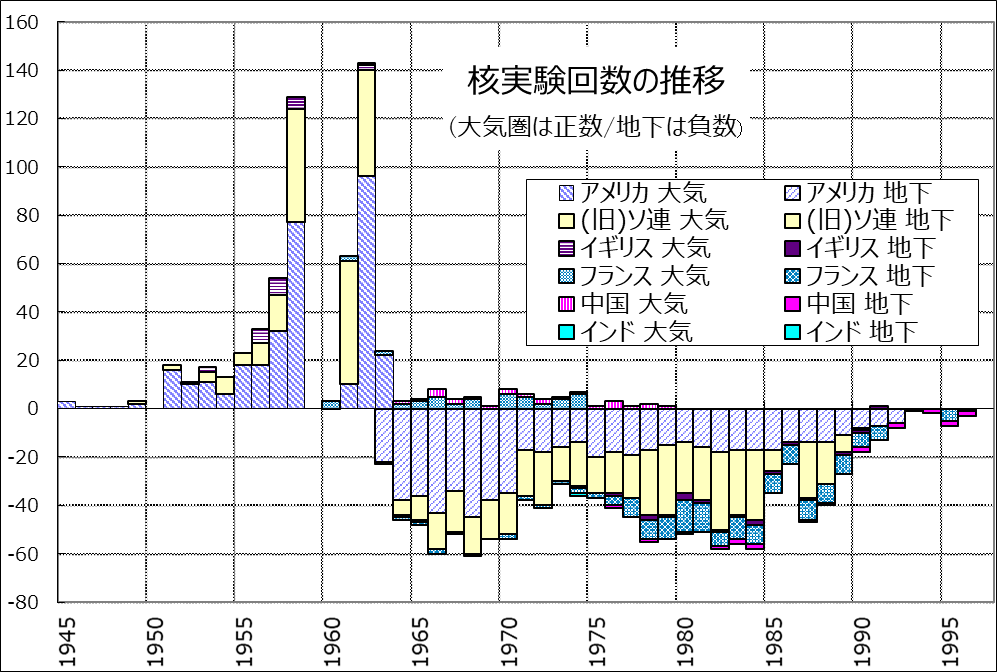 核実験回数の推移
(大気圏は正数/地下は負数)
アメリカ 大気 アメリカ 地下
(旧)ソ連 大気 (旧)ソ連 地下
イギリス 大気 イギリス 地下
フランス 大気 フランス 地下
中国 大気 中国 地下
インド 大気 インド 地下
160
140
120
100
80
60
40
20
0
-20
-40
-60
-80
1945 1950 1955 1960 1965 1970 1975 1980 1985 1990 1995